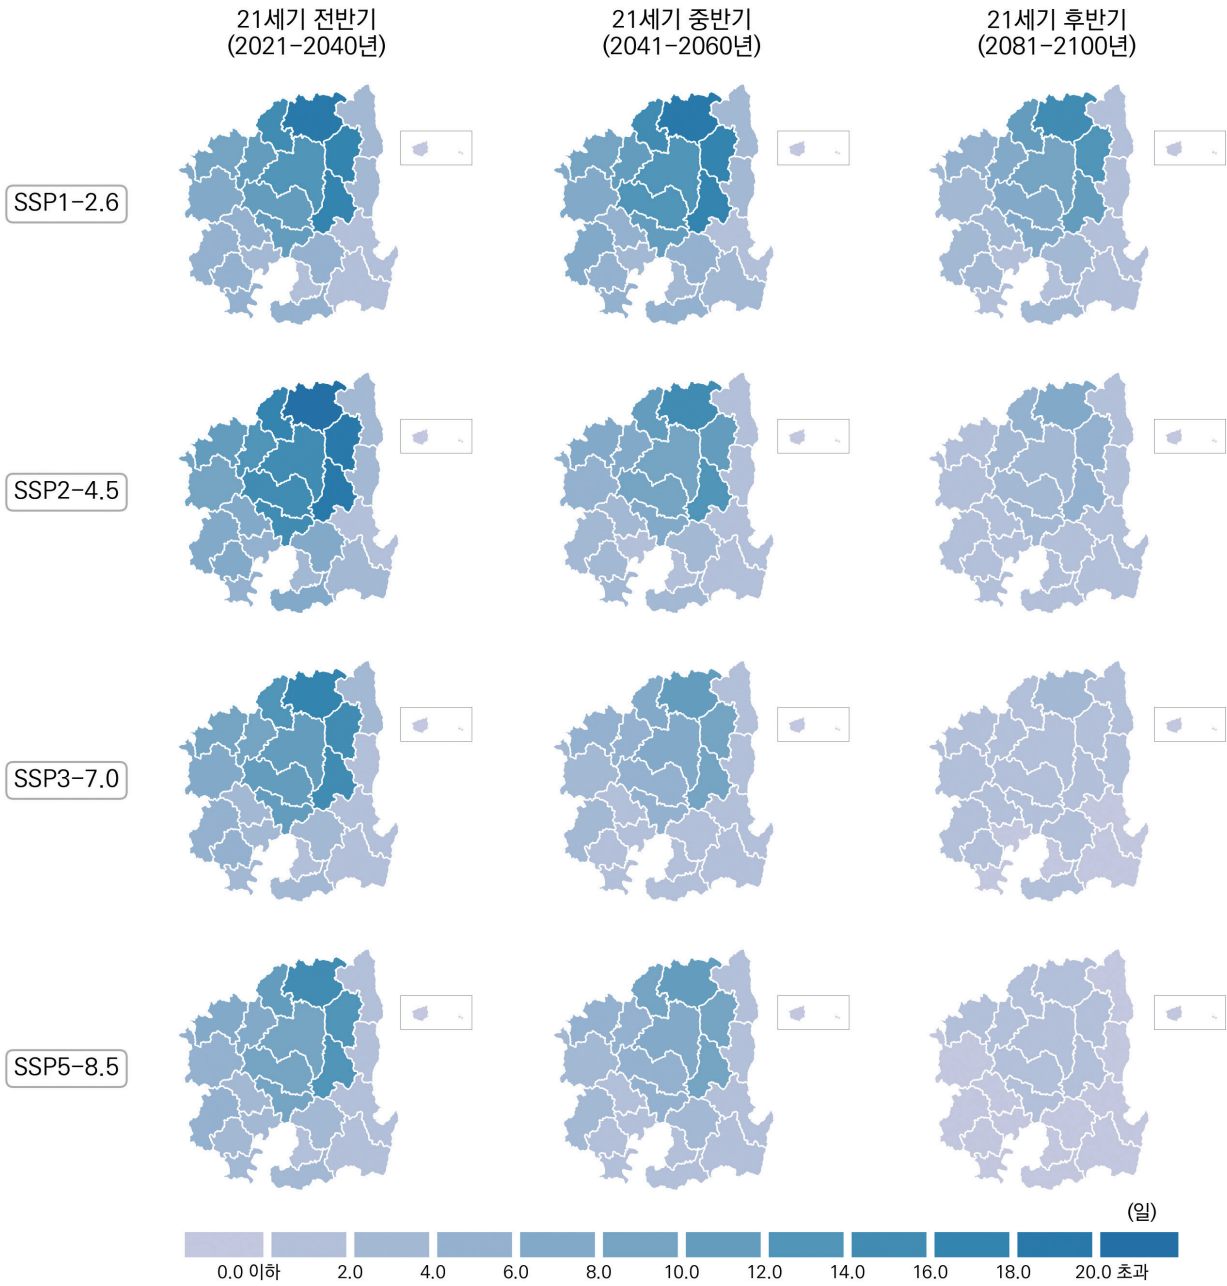 21세기 전반기
(2021-2040년)
21세기 중반기
(2041-2060년)
21세기 후반기
(2081-2100년)
SSP1-2.6
SSP2-4.5
SSP3-7.0
SSP5-8.5
(일)
0.0 이하 2.0 4.0 6.0 8.0 10.0 12.0 14.0 16.0 18.0 20.0 초과